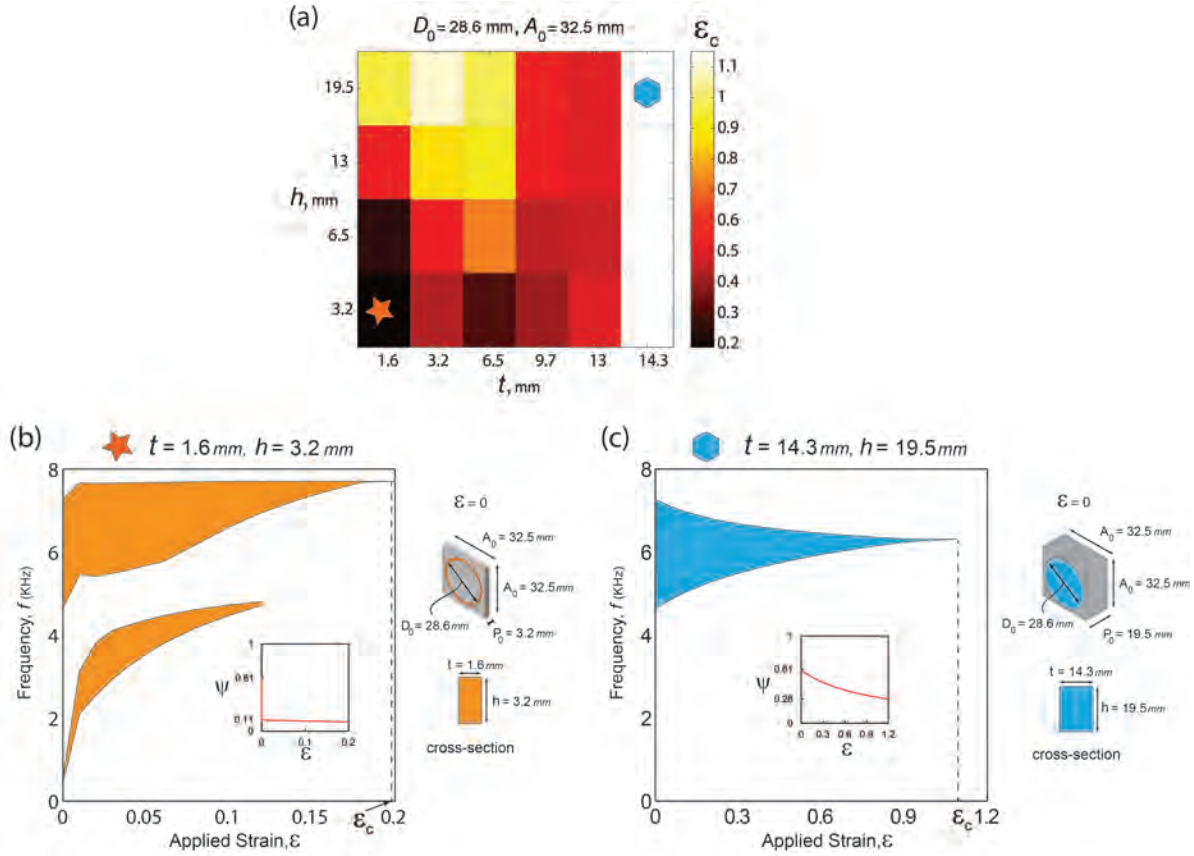 (a)
D₀ = 28.6 mm, A₀ = 32.5 mm
εc
h, mm
19.5
13
6.5
3.2
1.6 3.2 6.5 9.7 13 14.3
t, mm
1.1
1
0.9
0.8
0.7
0.6
0.5
0.4
0.3
0.2
(b)
t = 1.6 mm, h = 3.2 mm
Frequency, f (KHz)
8
6
4
2
0
0 0.05 0.1 0.15 0.2
εc
Applied Strain, ε
ψ
1
0.61
0.11
0
0 0.1 0.2
ε
ε = 0
A₀ = 32.5 mm
A₀ = 32.5 mm
D₀ = 28.6 mm
P₀ = 3.2 mm
t = 1.6 mm
h = 3.2 mm
cross-section
(c)
t = 14.3 mm, h = 19.5 mm
Frequency, f (KHz)
8
6
4
2
0
0 0.3 0.6 0.9 1.2
εc
Applied Strain, ε
ψ
1
0.61
0.28
0
0 0.3 0.6 0.9 1.2
ε
ε = 0
A₀ = 32.5 mm
A₀ = 32.5 mm
D₀ = 28.6 mm
P₀ = 19.5 mm
t = 14.3 mm
h = 19.5 mm
cross-section